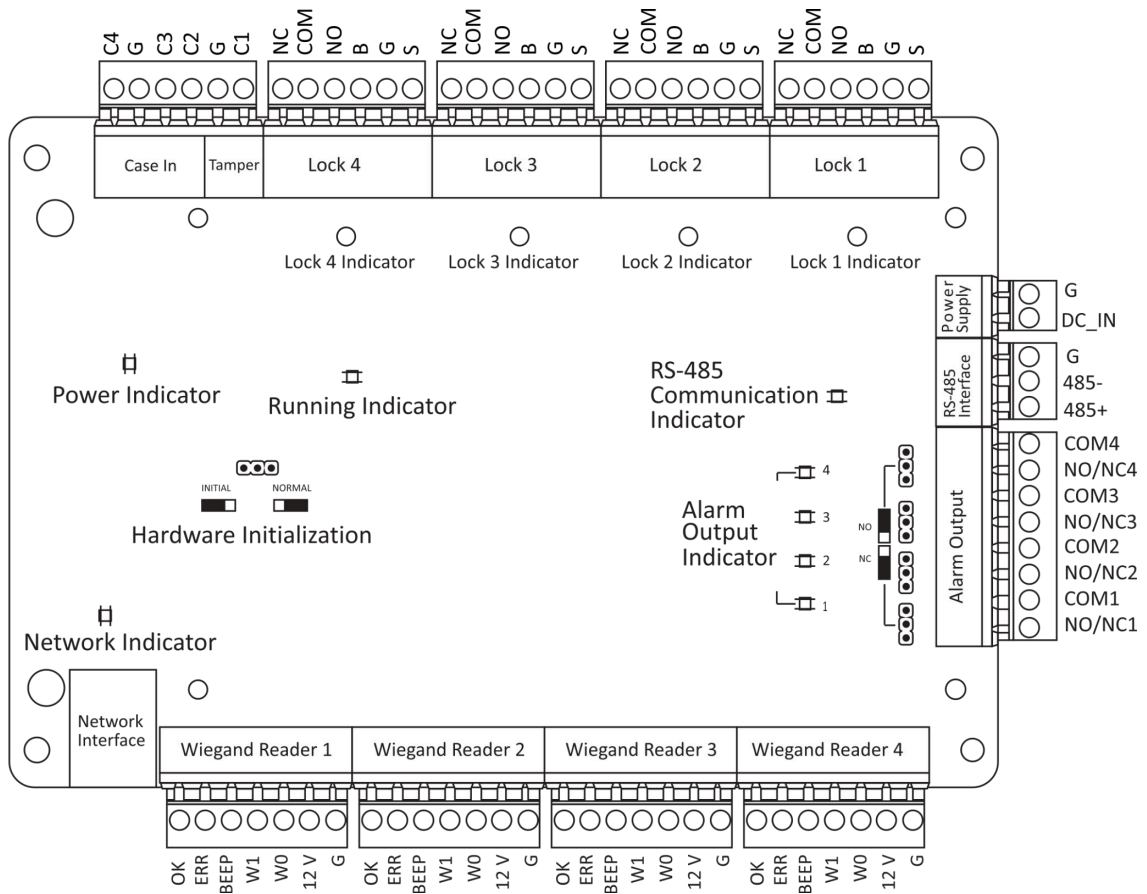 C4 G C3 C2 G C1 NC COM NO B G S NC COM NO B G S NC COM NO B G S NC COM NO B G S
Case In Tamper Lock 4 Lock 3 Lock 2 Lock 1
Lock 4 Indicator Lock 3 Indicator Lock 2 Indicator Lock 1 Indicator
Power
Supply
G
DC_IN
RS-485
Interface
G
485-
485+
Power Indicator
Running Indicator
RS-485
Communication
Indicator
INITIAL NORMAL
Hardware Initialization
Alarm
Output
Indicator
4
3
2
1
NO
NC
Alarm Output
COM4
NO/NC4
COM3
NO/NC3
COM2
NO/NC2
COM1
NO/NC1
Network Indicator
Network
Interface
Wiegand Reader 1 Wiegand Reader 2 Wiegand Reader 3 Wiegand Reader 4
OK ERR BEEP W1 W0 12 V G OK ERR BEEP W1 W0 12 V G OK ERR BEEP W1 W0 12 V G OK ERR BEEP W1 W0 12 V G